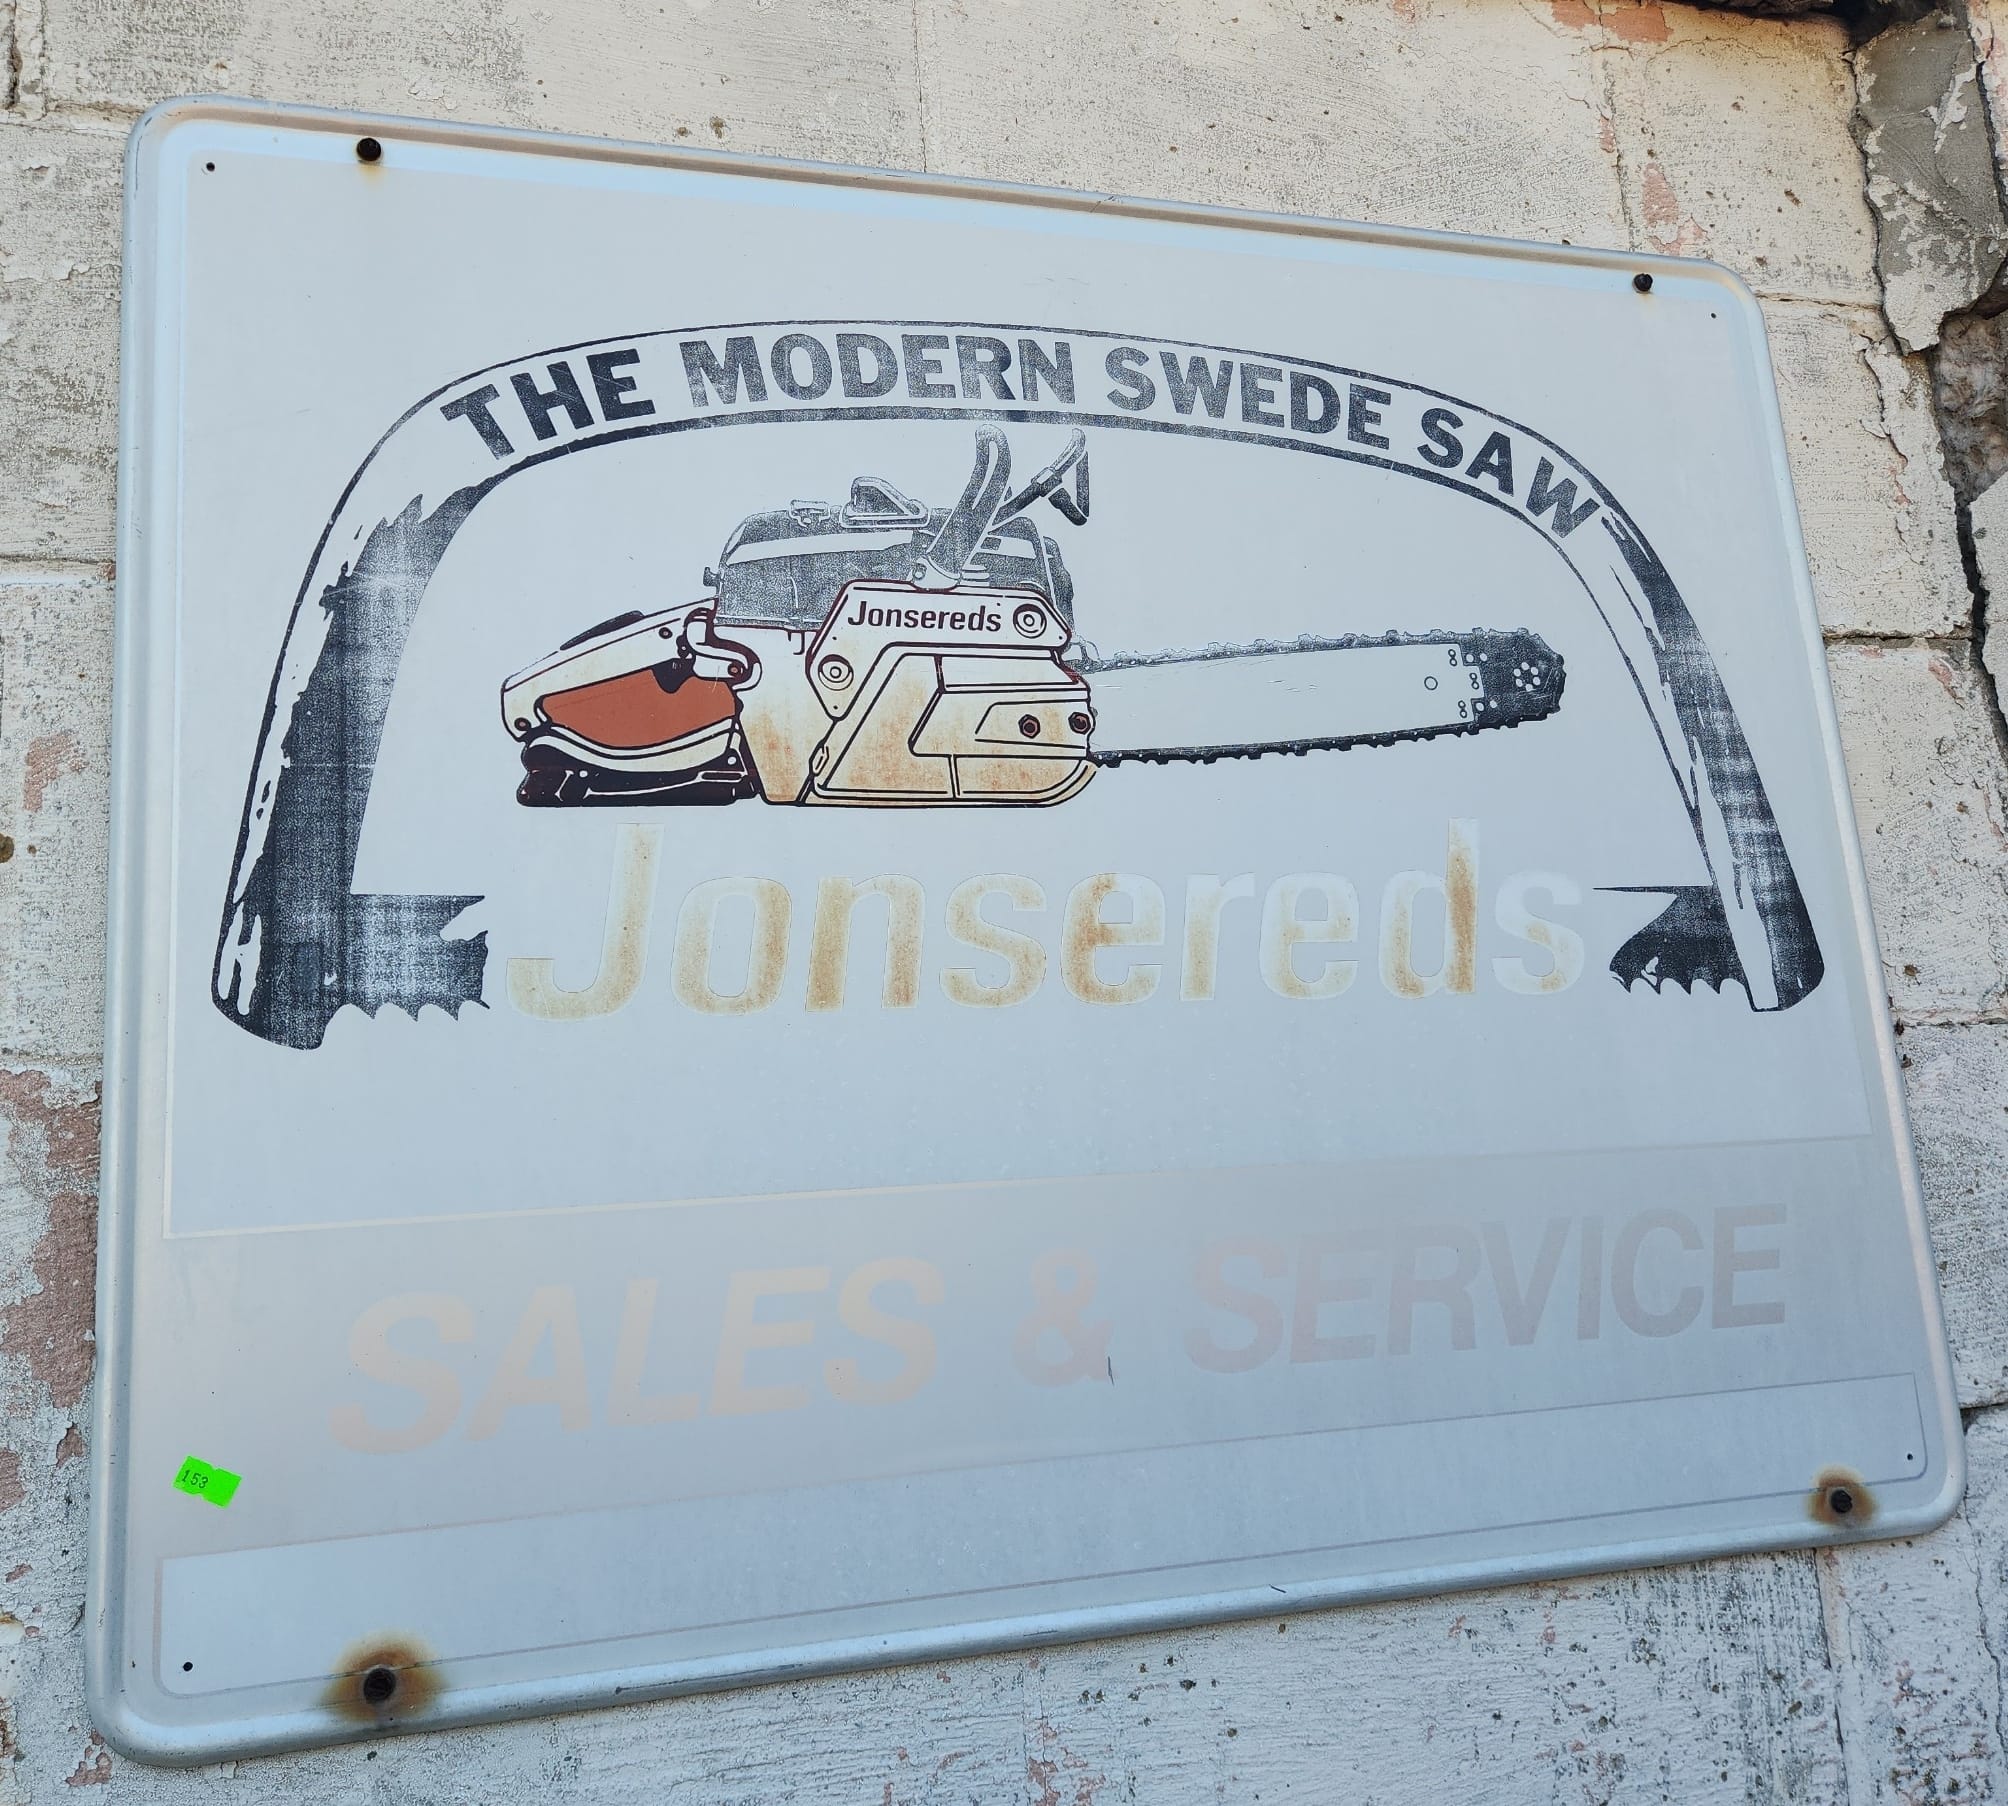 THE MODERN SWEDE SAW
Jonsereds
Jonsereds
SALES & SERVICE
153